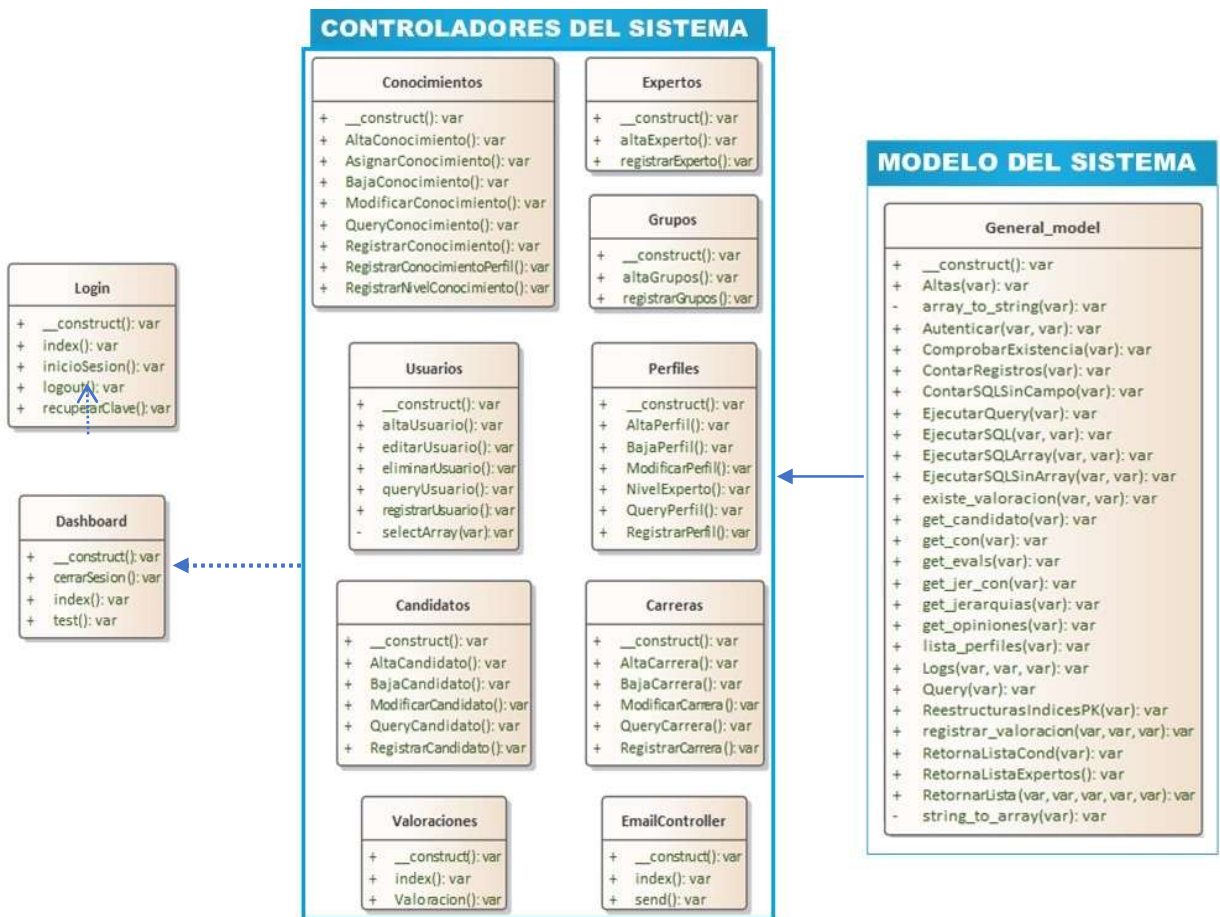 CONTROLADORES DEL SISTEMA
Conocimientos
+ __construct(): var
+ AltaConocimiento(): var
+ AsignarConocimiento(): var
+ BajaConocimiento(): var
+ ModificarConocimiento(): var
+ QueryConocimiento(): var
+ RegistrarConocimiento(): var
+ RegistrarConocimientoPerfil(): var
+ RegistrarNivelConocimiento(): var
Expertos
+ __construct(): var
+ altaExperto(): var
+ registrarExperto(): var
Grupos
+ __construct(): var
+ altaGrupos(): var
+ registrarGrupos(): var
Login
+ __construct(): var
+ index(): var
+ inicioSesion(): var
+ logout(): var
+ recuperarClave(): var
Dashboard
+ __construct(): var
+ cerrarSesion(): var
+ index(): var
+ test(): var
Usuarios
+ __construct(): var
+ altaUsuario(): var
+ editarUsuario(): var
+ eliminarUsuario(): var
+ queryUsuario(): var
+ registrarUsuario(): var
- selectArray(var): var
Perfiles
+ __construct(): var
+ AltaPerfil(): var
+ BajaPerfil(): var
+ ModificarPerfil(): var
+ NivelExperto(): var
+ QueryPerfil(): var
+ RegistrarPerfil(): var
Candidatos
+ __construct(): var
+ AltaCandidato(): var
+ BajaCandidato(): var
+ ModificarCandidato(): var
+ QueryCandidato(): var
+ RegistrarCandidato(): var
Carreras
+ __construct(): var
+ AltaCarrera(): var
+ BajaCarrera(): var
+ ModificarCarrera(): var
+ QueryCarrera(): var
+ RegistrarCarrera(): var
Valoraciones
+ __construct(): var
+ index(): var
+ Valoracion(): var
EmailController
+ __construct(): var
+ index(): var
+ send(): var
MODELO DEL SISTEMA
General_model
+ __construct(): var
+ Altas(var): var
- array_to_string(var): var
+ Autenticar(var, var): var
+ ComprobarExistencia(var): var
+ ContarRegistros(var): var
+ ContarSQLSinCampo(var): var
+ EjecutarQuery(var): var
+ EjecutarSQL(var, var): var
+ EjecutarSQLArray(var, var): var
+ EjecutarSQLSinArray(var, var): var
+ existe_valoracion(var, var): var
+ get_candidato(var): var
+ get_con(var): var
+ get_evals(var): var
+ get_jer_con(var): var
+ get_jerarquias(var): var
+ get_opiniones(var): var
+ lista_perfiles(var): var
+ Logs(var, var, var): var
+ Query(var): var
+ ReestructurasIndicesPK(var): var
+ registrar_valoracion(var, var, var): var
+ RetornaListaCond(var): var
+ RetornaListaExpertos(): var
+ RetornarLista(var, var, var, var, var): var
- string_to_array(var): var